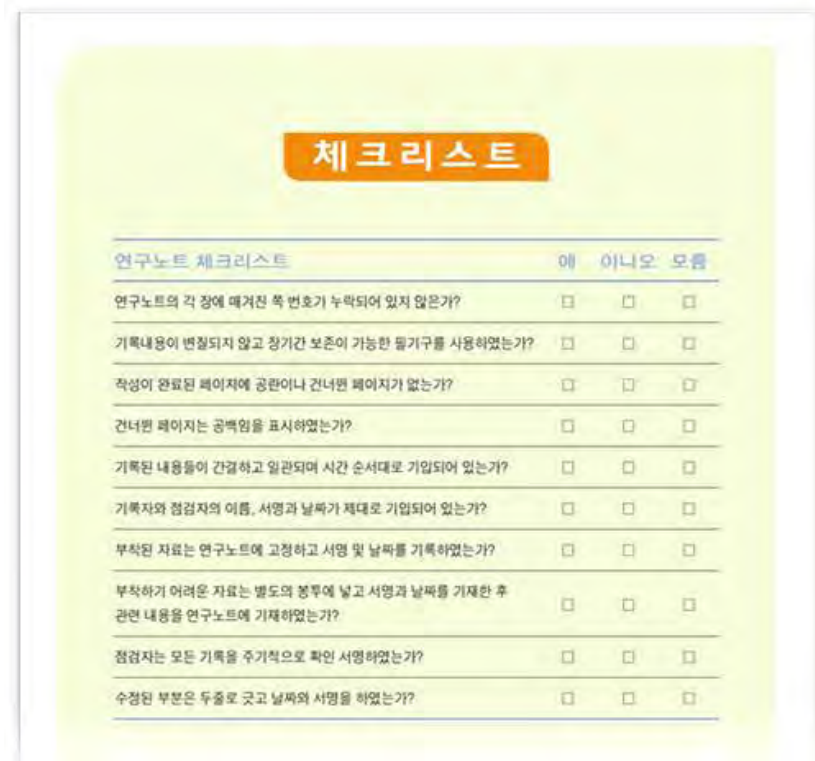 체크리스트
연구노트 체크리스트 예 아니오 모름
연구노트의 각 장에 매겨진 쪽 번호가 누락되어 있지 않은가? □ □ □
기록내용이 변질되지 않고 장기간 보존이 가능한 필기구를 사용하였는가? □ □ □
작성이 완료된 페이지에 공란이나 건너뛴 페이지가 없는가? □ □ □
건너뛴 페이지는 공백임을 표시하였는가? □ □ □
기록된 내용들이 간결하고 일관되며 시간 순서대로 기입되어 있는가? □ □ □
기록자와 점검자의 이름, 서명과 날짜가 제대로 기입되어 있는가? □ □ □
부착된 자료는 연구노트에 고정하고 서명 및 날짜를 기록하였는가? □ □ □
부착하기 어려운 자료는 별도의 봉투에 넣고 서명과 날짜를 기재한 후
관련 내용을 연구노트에 기재하였는가? □ □ □
점검자는 모든 기록을 주기적으로 확인 서명하였는가? □ □ □
수정된 부분은 두줄로 긋고 날짜와 서명을 하였는가? □ □ □